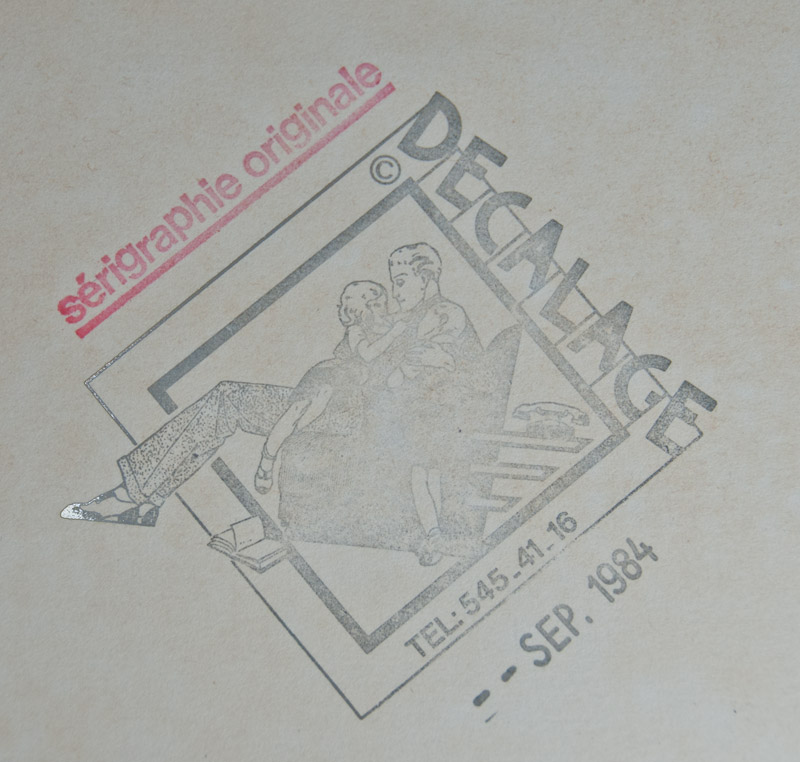 sérigraphie originale
©
DECALAGE
TEL: 545_41_16
- - SEP. 1984